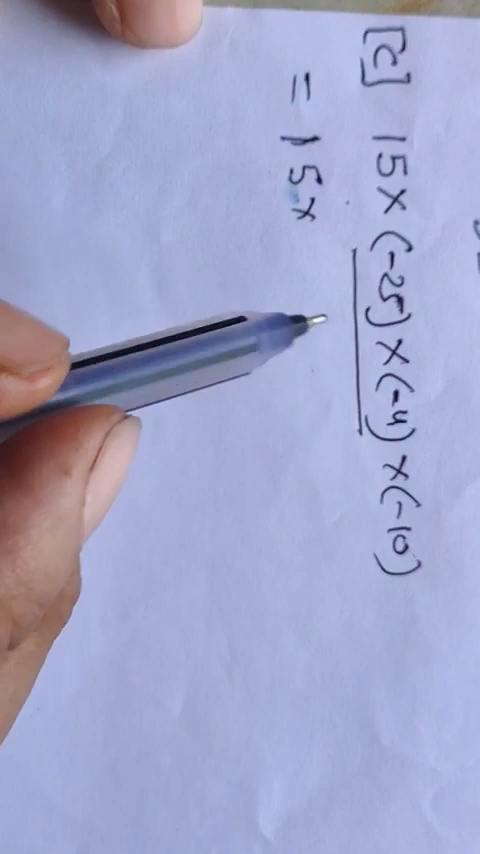 [C] 15 x (-25) x (-4) x (-10)
= 15 x